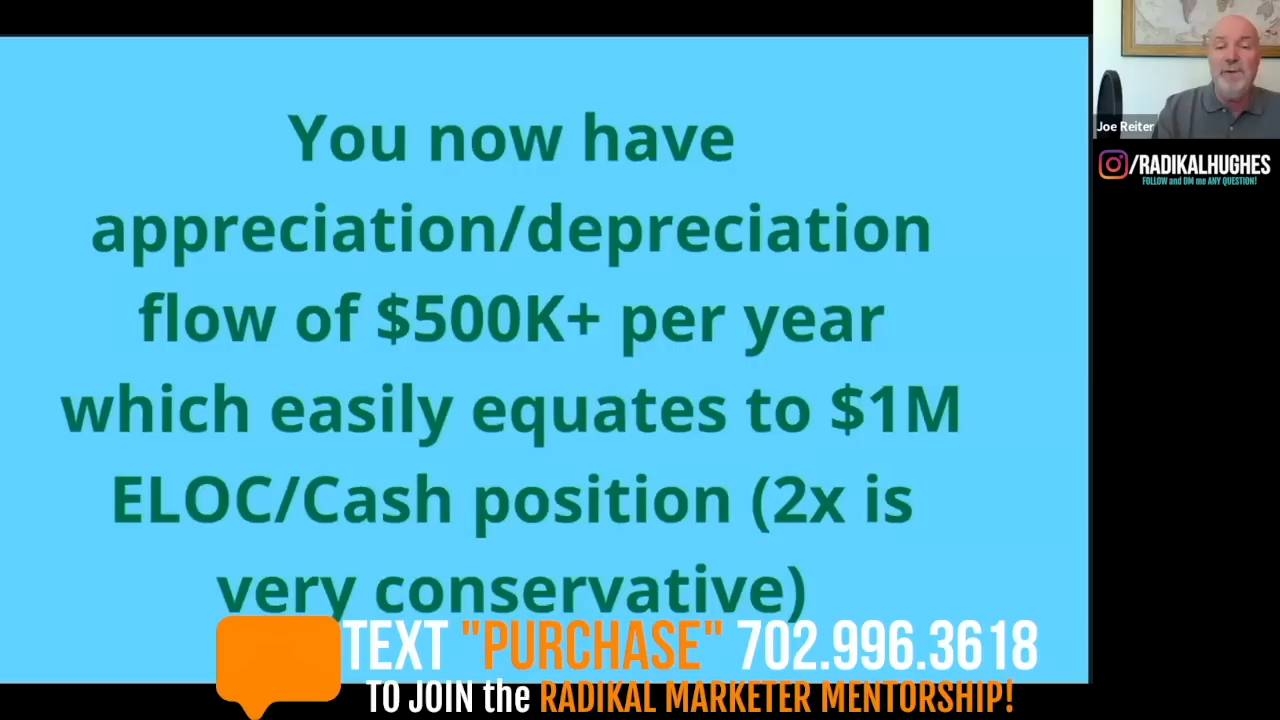 You now have
appreciation/depreciation
flow of $500K+ per year
which easily equates to $1M
ELOC/Cash position (2x is
very conservative)
Joe Reiter
/RADIKALHUGHES
FOLLOW and DM me ANY QUESTION!
TEXT "PURCHASE" 702.996.3618
TO JOIN the RADIKAL MARKETER MENTORSHIP!